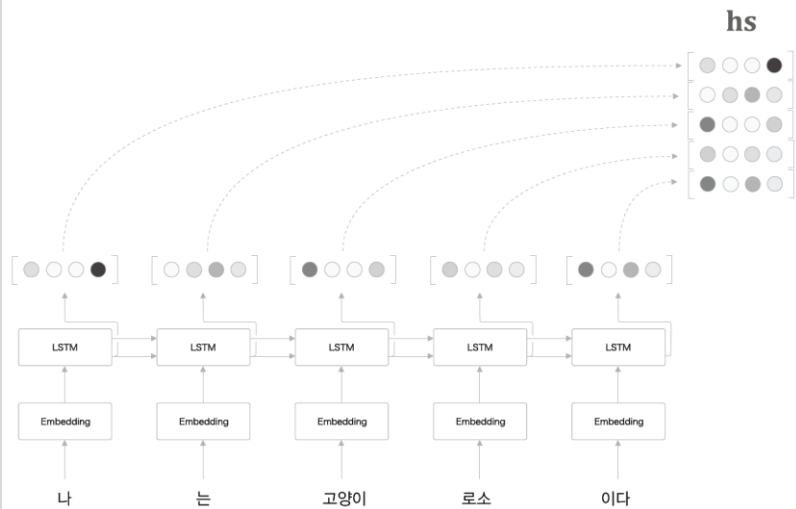 hs
LSTM LSTM LSTM LSTM LSTM
Embedding Embedding Embedding Embedding Embedding
나 는 고양이 로소 이다